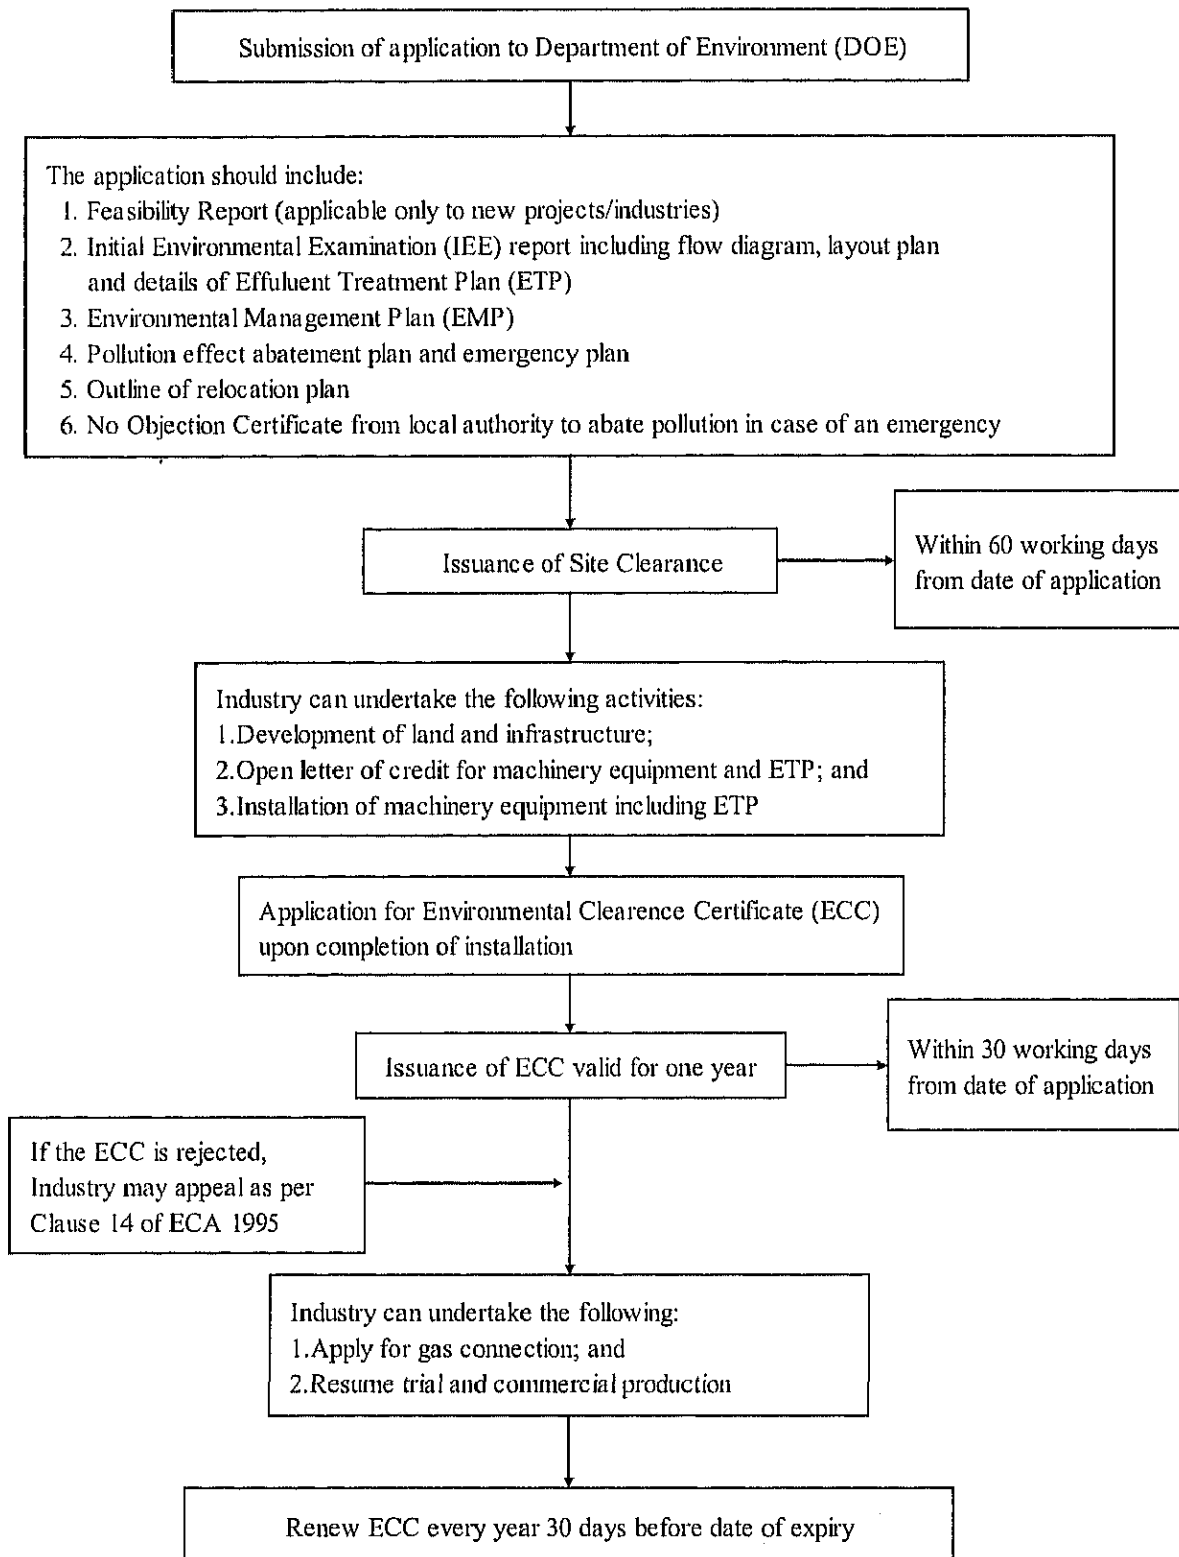 Submission of application to Department of Environment (DOE)
The application should include:
1. Feasibility Report (applicable only to new projects/industries)
2. Initial Environmental Examination (IEE) report including flow diagram, layout plan
and details of Effuluent Treatment Plan (ETP)
3. Environmental Management Plan (EMP)
4. Pollution effect abatement plan and emergency plan
5. Outline of relocation plan
6. No Objection Certificate from local authority to abate pollution in case of an emergency
Issuance of Site Clearance
Within 60 working days
from date of application
Industry can undertake the following activities:
1.Development of land and infrastructure;
2.Open letter of credit for machinery equipment and ETP; and
3.Installation of machinery equipment including ETP
Application for Environmental Clearence Certificate (ECC)
upon completion of installation
Issuance of ECC valid for one year
Within 30 working days
from date of application
If the ECC is rejected,
Industry may appeal as per
Clause 14 of ECA 1995
Industry can undertake the following:
1.Apply for gas connection; and
2.Resume trial and commercial production
Renew ECC every year 30 days before date of expiry